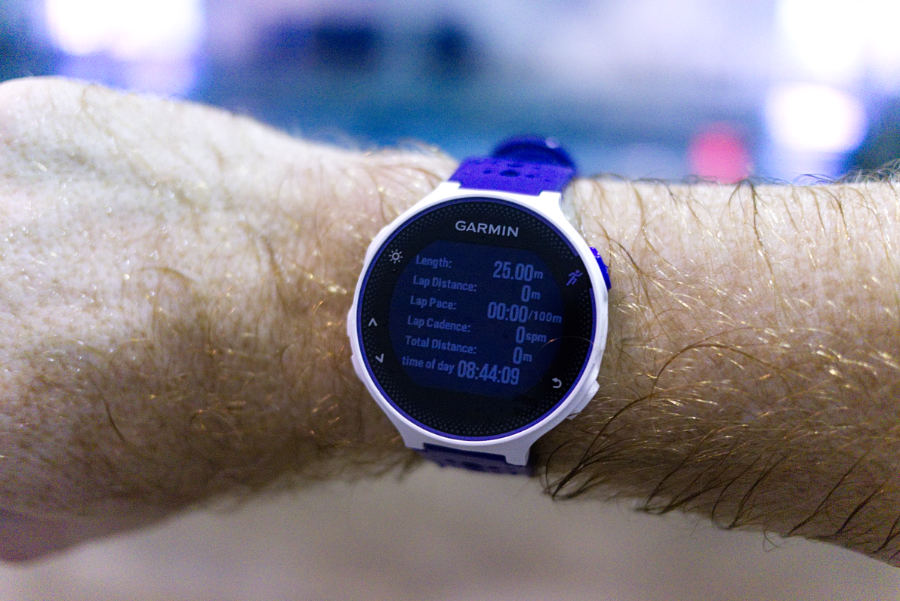 GARMIN
Length: 25.00m
Lap Distance: 0m
Lap Pace: 00:00/100m
Lap Cadence: 0spm
Total Distance: 0m
time of day 08:44:09